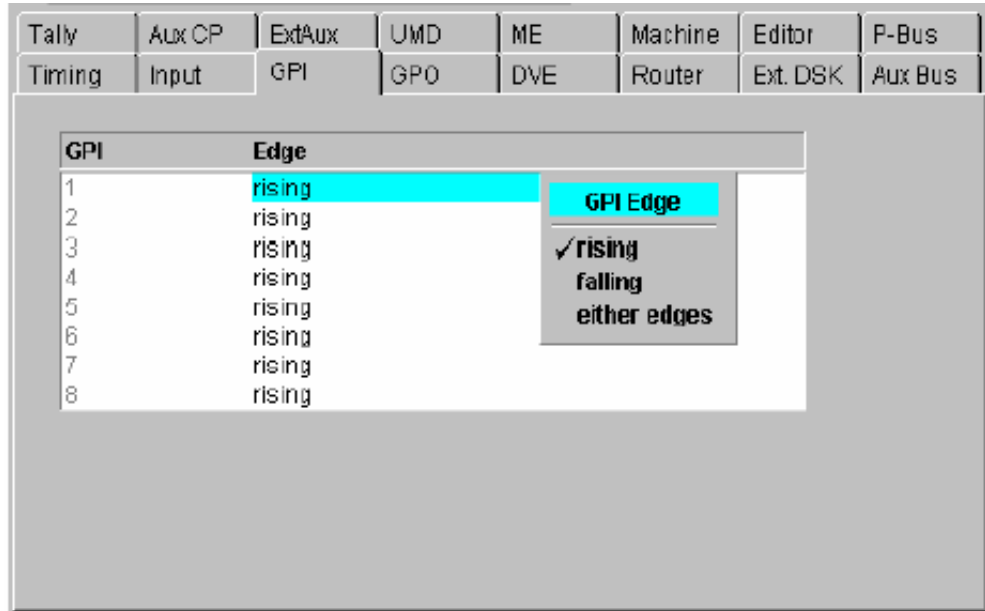 Tally Aux CP ExtAux UMD ME Machine Editor P-Bus
Timing Input GPI GPO DVE Router Ext. DSK Aux Bus
GPI Edge
1 rising
2 rising
3 rising
4 rising
5 rising
6 rising
7 rising
8 rising
GPI Edge
✓rising
falling
either edges